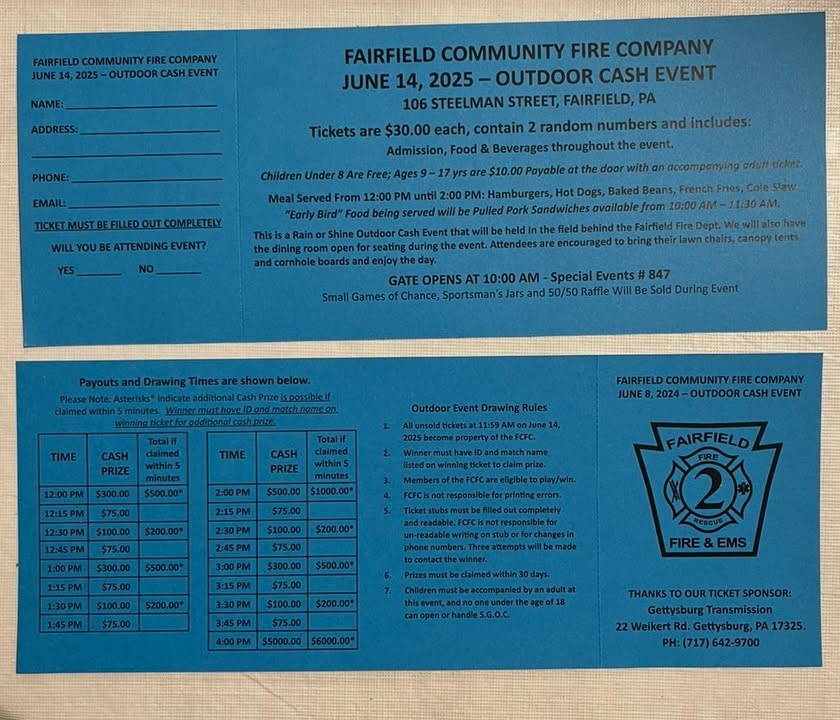 FAIRFIELD COMMUNITY FIRE COMPANY
JUNE 14, 2025 – OUTDOOR CASH EVENT
NAME:
ADDRESS:
PHONE:
EMAIL:
TICKET MUST BE FILLED OUT COMPLETELY
WILL YOU BE ATTENDING EVENT?
YES NO
FAIRFIELD COMMUNITY FIRE COMPANY
JUNE 14, 2025 – OUTDOOR CASH EVENT
106 STEELMAN STREET, FAIRFIELD, PA
Tickets are $30.00 each, contain 2 random numbers and includes:
Admission, Food & Beverages throughout the event.
Children Under 8 Are Free; Ages 9 – 17 yrs are $10.00 Payable at the door with an accompanying adult ticket.
Meal Served From 12:00 PM until 2:00 PM: Hamburgers, Hot Dogs, Baked Beans, French Fries, Cole Slaw
"Early Bird" Food being served will be Pulled Pork Sandwiches available from 10:00 AM – 11:30 AM.
This is a Rain or Shine Outdoor Cash Event that will be held in the field behind the Fairfield Fire Dept. We will also have
the dining room open for seating during the event. Attendees are encouraged to bring their lawn chairs, canopy tents
and cornhole boards and enjoy the day.
GATE OPENS AT 10:00 AM - Special Events # 847
Small Games of Chance, Sportsman's Jars and 50/50 Raffle Will Be Sold During Event
Payouts and Drawing Times are shown below.
Please Note: Asterisks* indicate additional Cash Prize is possible if
claimed within 5 minutes. Winner must have ID and match name on
winning ticket for additional cash prize.
TIME CASH PRIZE Total if claimed within 5 minutes
12:00 PM $300.00 $500.00*
12:15 PM $75.00
12:30 PM $100.00 $200.00*
12:45 PM $75.00
1:00 PM $300.00 $500.00*
1:15 PM $75.00
1:30 PM $100.00 $200.00*
1:45 PM $75.00
TIME CASH PRIZE Total if claimed within 5 minutes
2:00 PM $500.00 $1000.00*
2:15 PM $75.00
2:30 PM $100.00 $200.00*
2:45 PM $75.00
3:00 PM $300.00 $500.00*
3:15 PM $75.00
3:30 PM $100.00 $200.00*
3:45 PM $75.00
4:00 PM $5000.00 $6000.00*
Outdoor Event Drawing Rules
1. All unsold tickets at 11:59 AM on June 14,
2025 become property of the FCFC.
2. Winner must have ID and match name
listed on winning ticket to claim prize.
3. Members of the FCFC are eligible to play/win.
4. FCFC is not responsible for printing errors.
5. Ticket stubs must be filled out completely
and readable. FCFC is not responsible for
un-readable writing on stub or for changes in
phone numbers. Three attempts will be made
to contact the winner.
6. Prizes must be claimed within 30 days.
7. Children must be accompanied by an adult at
this event, and no one under the age of 18
can open or handle S.G.O.C.
FAIRFIELD COMMUNITY FIRE COMPANY
JUNE 8, 2024 – OUTDOOR CASH EVENT
FAIRFIELD
FIRE
2
RESCUE
FIRE & EMS
THANKS TO OUR TICKET SPONSOR:
Gettysburg Transmission
22 Weikert Rd. Gettysburg, PA 17325.
PH: (717) 642-9700